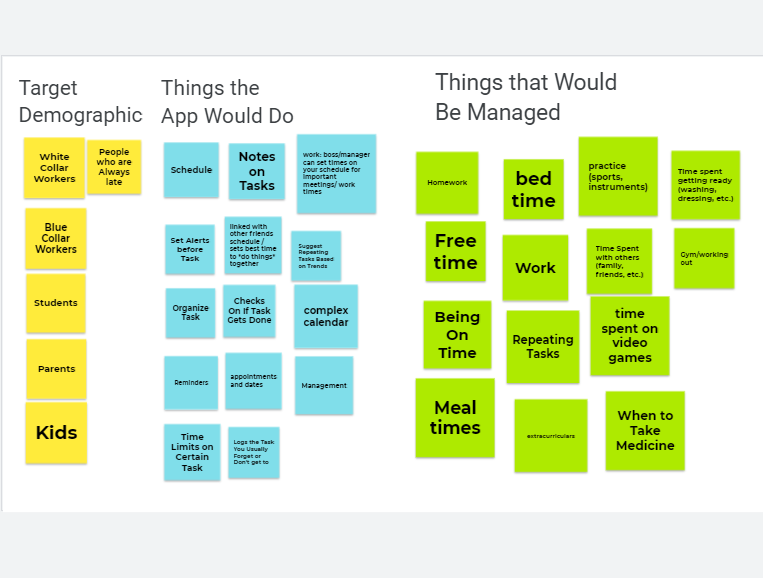 Target
Demographic
Things the
App Would Do
Things that Would
Be Managed
White
Collar
Workers
People
who are
Always
late
Blue
Collar
Workers
Students
Parents
Kids
Schedule
Notes
on
Tasks
work: boss/manager
can set times on
your schedule for
important
meetings/ work
times
Set Alerts
before
Task
linked with
other friends
schedule /
sets best time
to "do things"
together
Suggest
Repeating
Tasks Based
on Trends
Organize
Task
Checks
On If Task
Gets Done
complex
calendar
Reminders
appointments
and dates
Management
Time
Limits on
Certain
Task
Logs the Task
You Usually
Forget or
Don't get to
Homework
bed
time
practice
(sports,
instruments)
Time spent
getting ready
(washing,
dressing, etc.)
Free
time
Work
Time Spent
with others
(family,
friends, etc.)
Gym/working
out
Being
On
Time
Repeating
Tasks
time
spent on
video
games
Meal
times
extracurriculars
When to
Take
Medicine